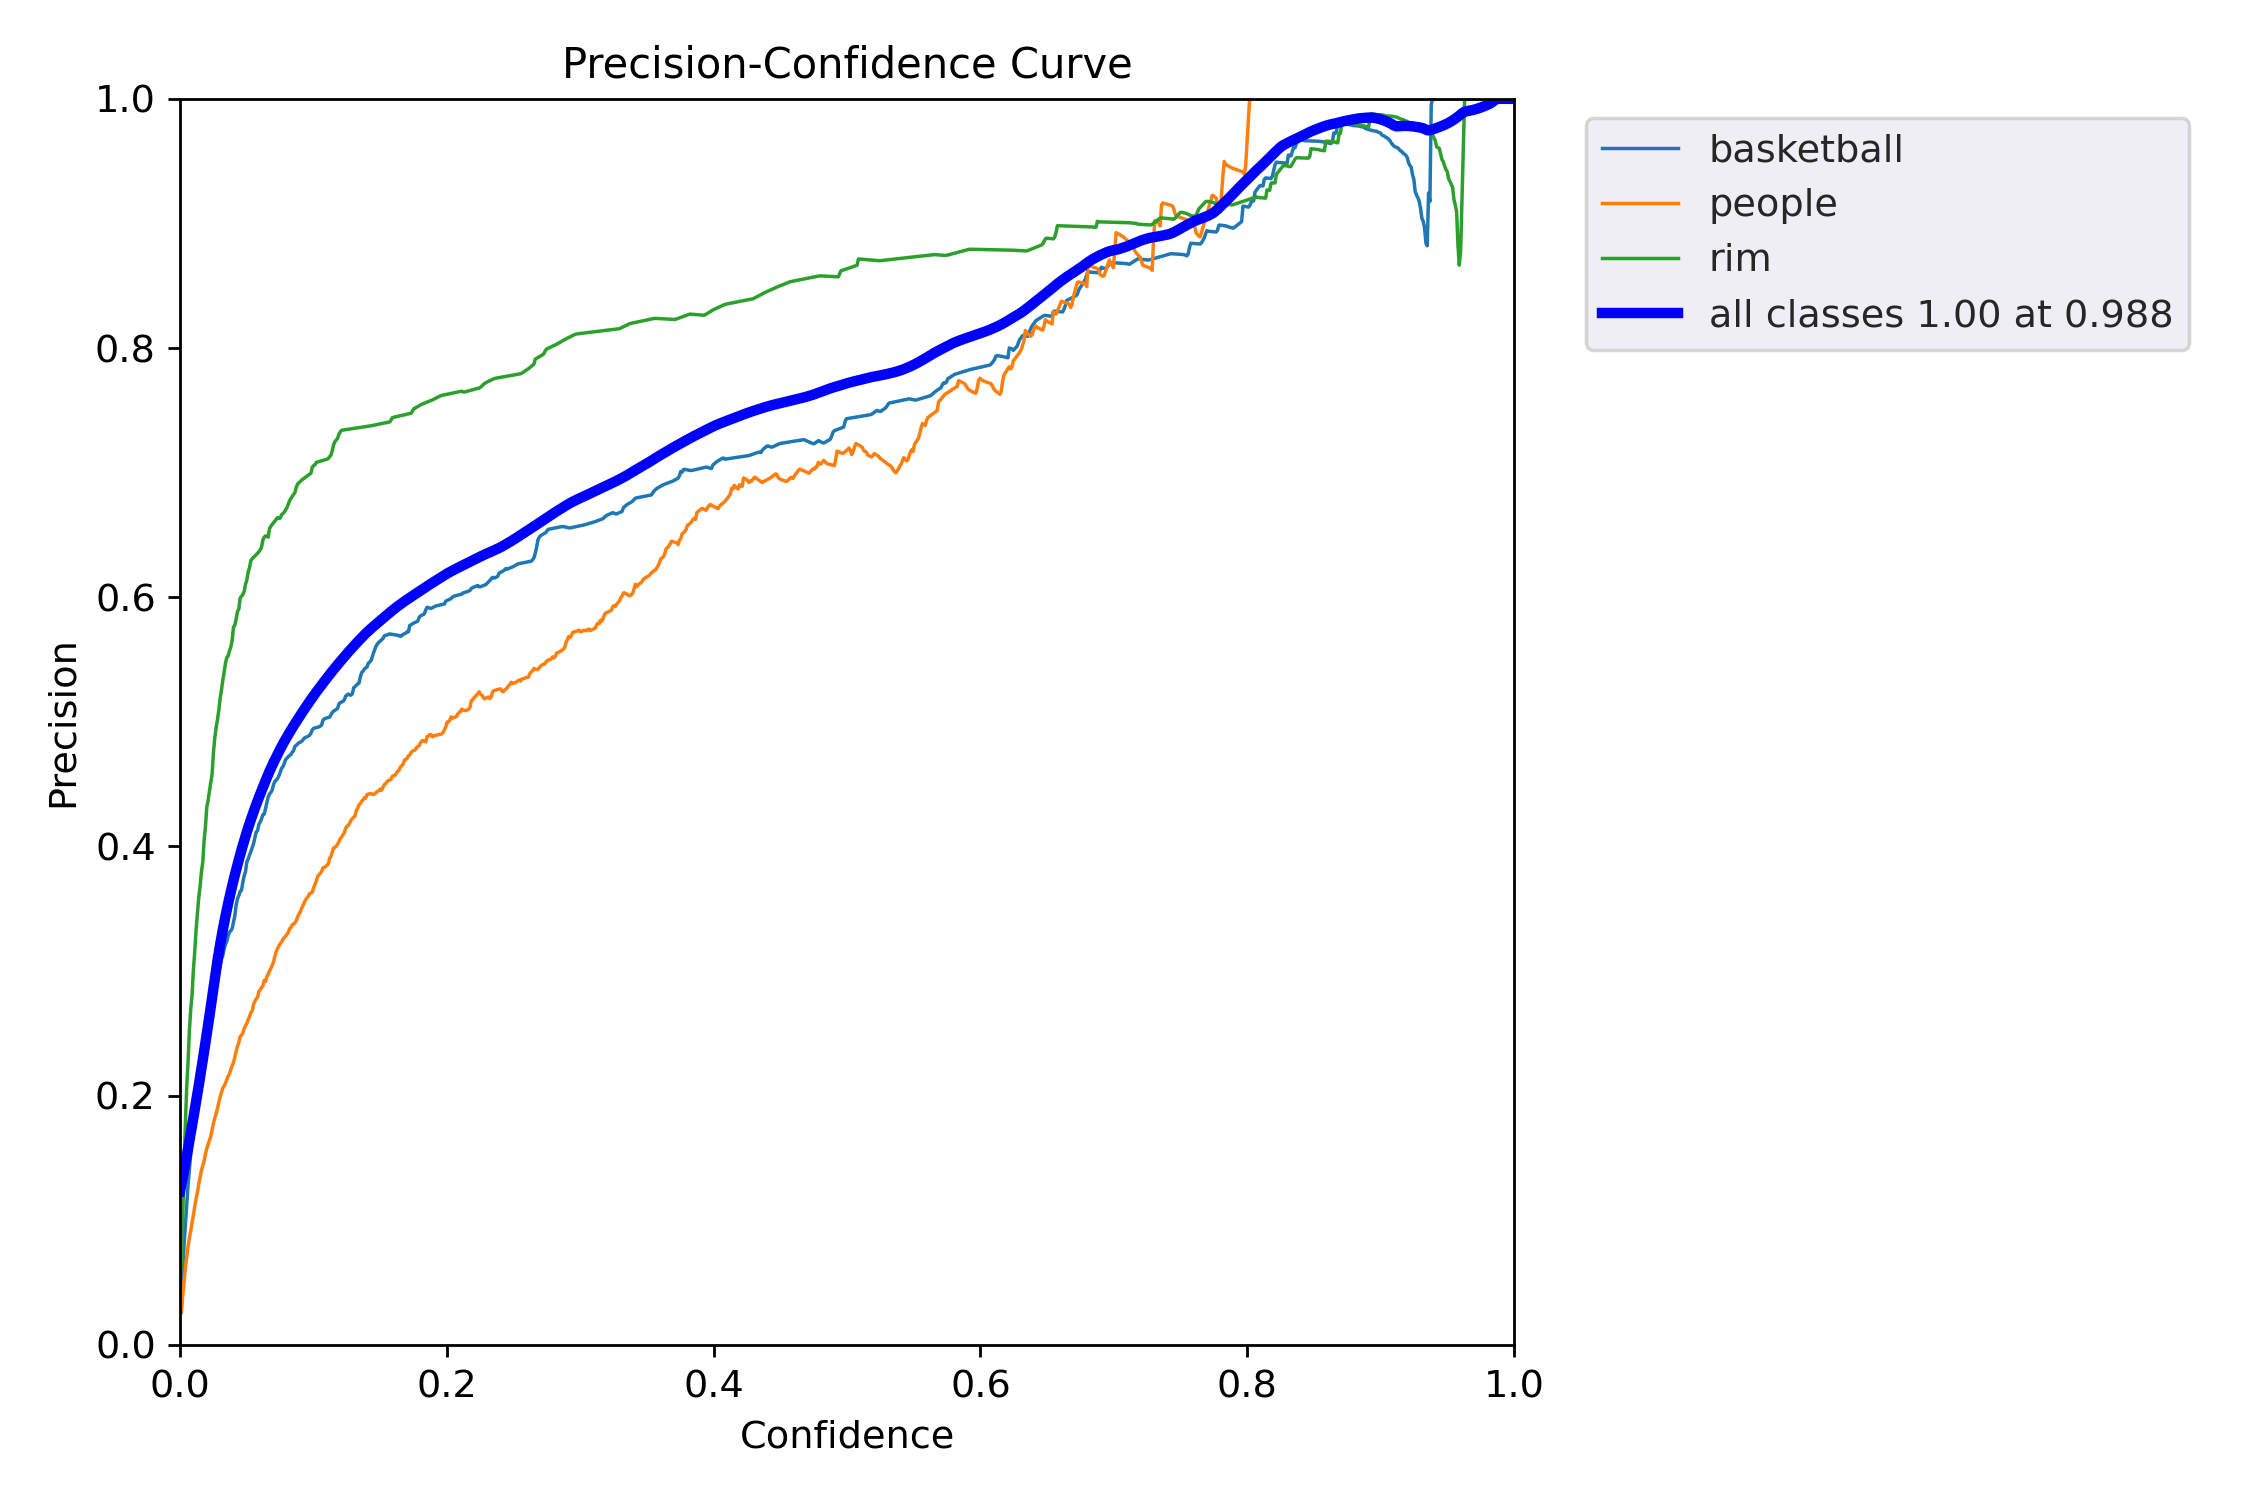 Precision-Confidence Curve
1.0
0.8
0.6
0.4
0.2
0.0
Precision
0.0 0.2 0.4 0.6 0.8 1.0
Confidence
basketball
people
rim
all classes 1.00 at 0.988